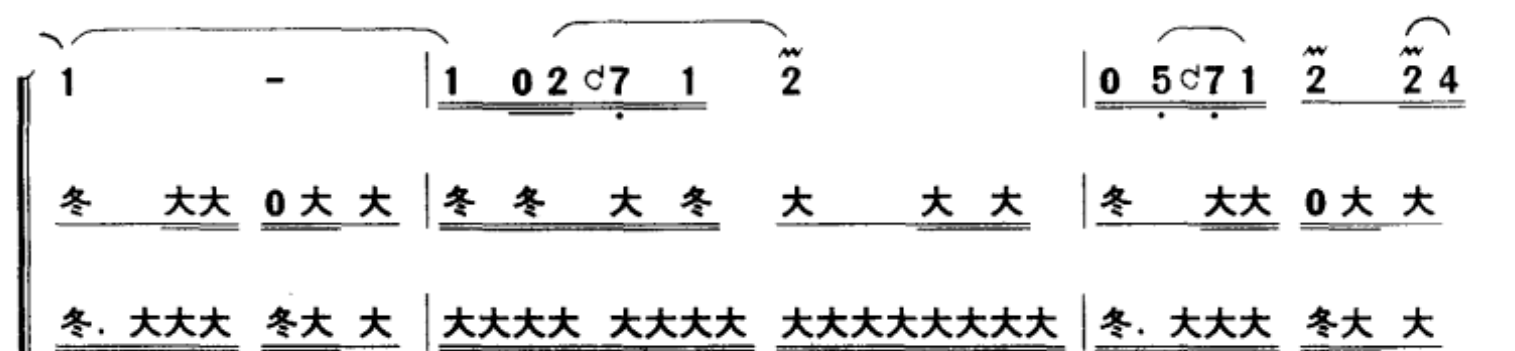 1 - | 1 0 2 7 1 2 | 0 5 7 1 2 2 4
冬 大大 0 大 大 | 冬 冬 大 冬 大 大 大 | 冬 大大 0 大 大
冬. 大大大 冬大 大 | 大大大大 大大大大 大大大大大大大大 | 冬. 大大大 冬大 大